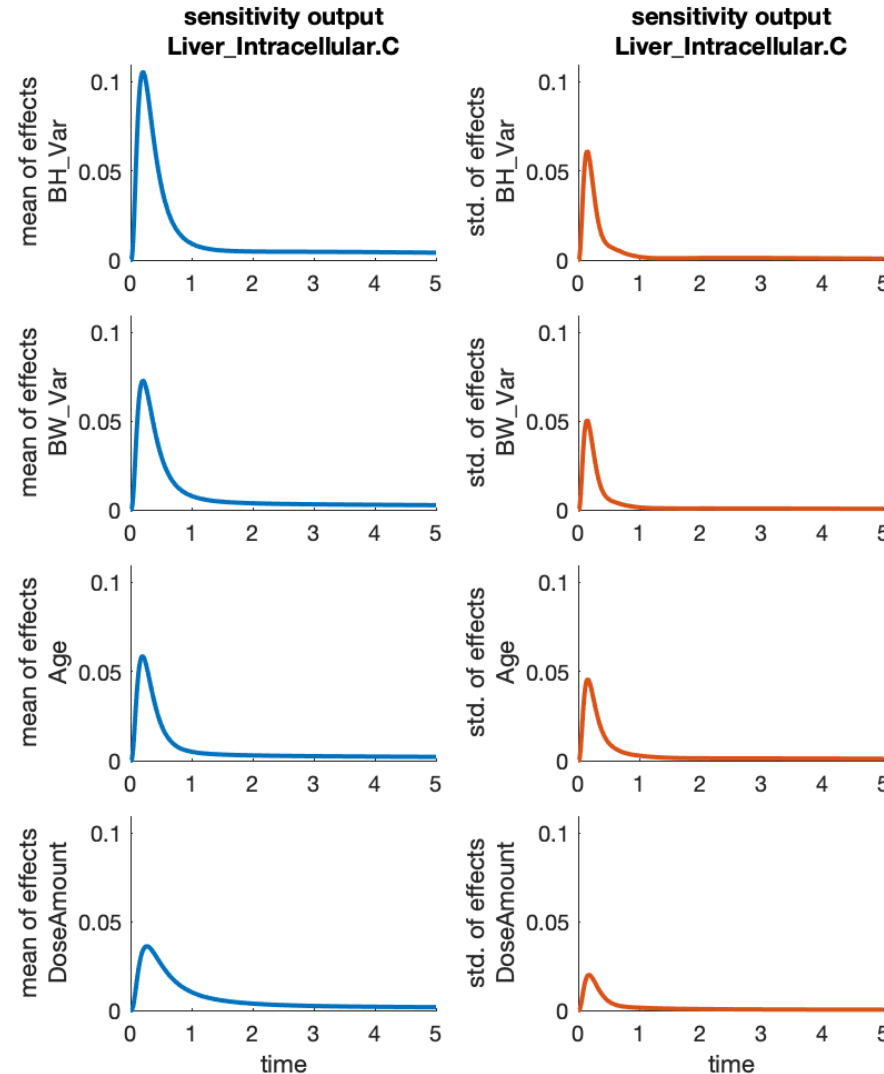 sensitivity output
Liver_Intracellular.C
sensitivity output
Liver_Intracellular.C
mean of effects
BH_Var
0.1
0.05
0
0 1 2 3 4 5
std. of effects
BH_Var
0.1
0.05
0
0 1 2 3 4 5
mean of effects
BW_Var
0.1
0.05
0
0 1 2 3 4 5
std. of effects
BW_Var
0.1
0.05
0
0 1 2 3 4 5
mean of effects
Age
0.1
0.05
0
0 1 2 3 4 5
std. of effects
Age
0.1
0.05
0
0 1 2 3 4 5
mean of effects
DoseAmount
0.1
0.05
0
0 1 2 3 4 5
time
std. of effects
DoseAmount
0.1
0.05
0
0 1 2 3 4 5
time